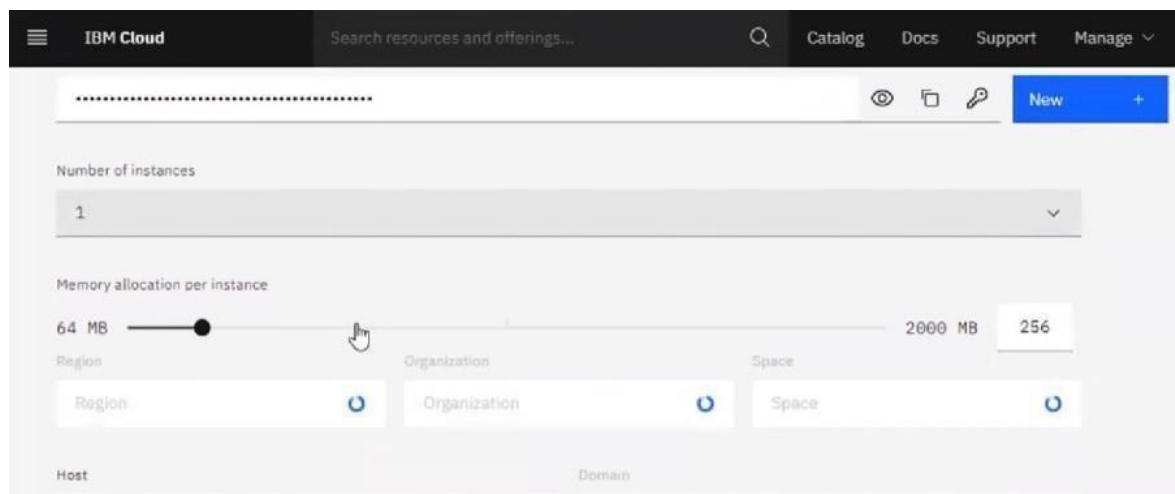 IBM Cloud Search resources and offerings... Catalog Docs Support Manage
•••••••••••••••••••••••••••••••••••••••••••• New +
Number of instances
1
Memory allocation per instance
64 MB 2000 MB 256
Region Organization Space
Region Organization Space
Host Domain